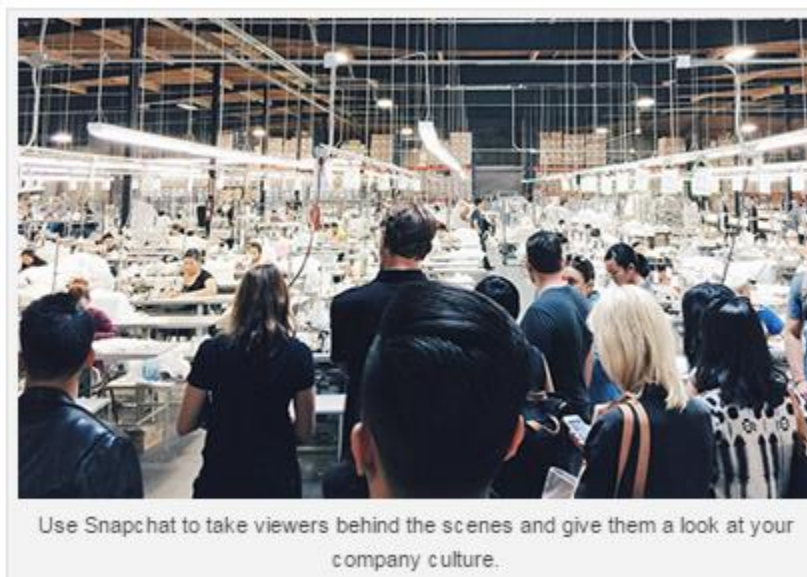 Use Snapchat to take viewers behind the scenes and give them a look at your
company culture.